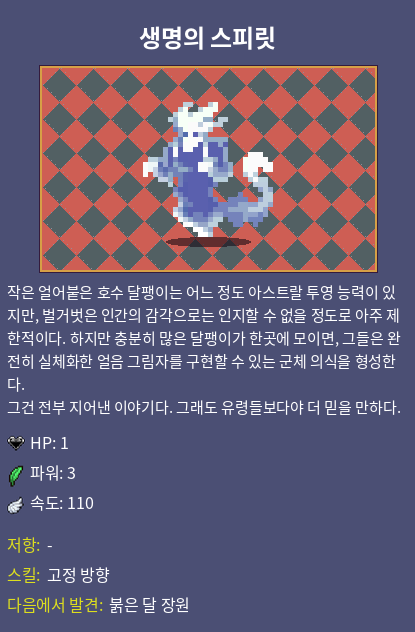 생명의 스피릿
작은 얼어붙은 호수 달팽이는 어느 정도 아스트랄 투영 능력이 있
지만, 벌거벗은 인간의 감각으로는 인지할 수 없을 정도로 아주 제
한적이다. 하지만 충분히 많은 달팽이가 한곳에 모이면, 그들은 완
전히 실체화한 얼음 그림자를 구현할 수 있는 군체 의식을 형성한
다.
그건 전부 지어낸 이야기다. 그래도 유령들보다야 더 믿을 만하다.
HP: 1
파워: 3
속도: 110
저항: -
스킬: 고정 방향
다음에서 발견: 붉은 달 장원